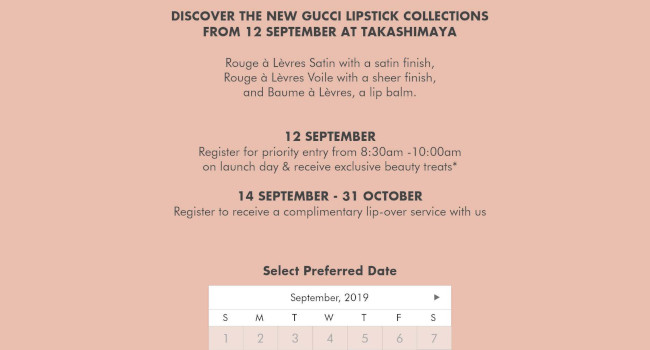 DISCOVER THE NEW GUCCI LIPSTICK COLLECTIONS
FROM 12 SEPTEMBER AT TAKASHIMAYA
Rouge à Lèvres Satin with a satin finish,
Rouge à Lèvres Voile with a sheer finish,
and Baume à Lèvres, a lip balm.
12 SEPTEMBER
Register for priority entry from 8:30am -10:00am
on launch day & receive exclusive beauty treats*
14 SEPTEMBER - 31 OCTOBER
Register to receive a complimentary lip-over service with us
Select Preferred Date
September, 2019
S M T W T F S
1 2 3 4 5 6 7